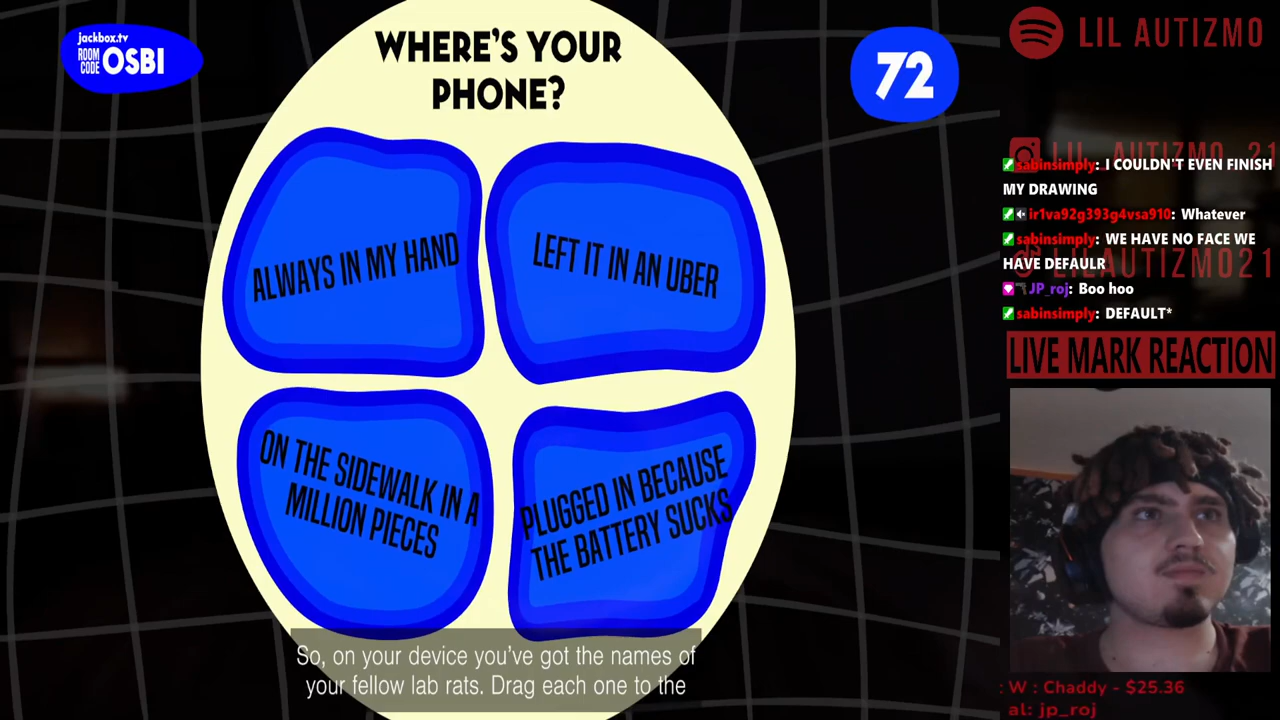 jackbox.tv
ROOM CODE OSBI
WHERE'S YOUR
PHONE?
72
ALWAYS IN MY HAND
LEFT IT IN AN UBER
ON THE SIDEWALK IN A
MILLION PIECES
PLUGGED IN BECAUSE
THE BATTERY SUCKS
So, on your device you've got the names of
your fellow lab rats. Drag each one to the
LIL AUTIZMO
LIL_AUTIZMO_21
sabinsimply: I COULDN'T EVEN FINISH
MY DRAWING
ir1va92g393g4vsa910: Whatever
sabinsimply: WE HAVE NO FACE WE
HAVE DEFAULR
LILAUTIZMO21
JP_roj: Boo hoo
sabinsimply: DEFAULT*
LIVE MARK REACTION
: W : Chaddy - $25.36
al: jp_roj